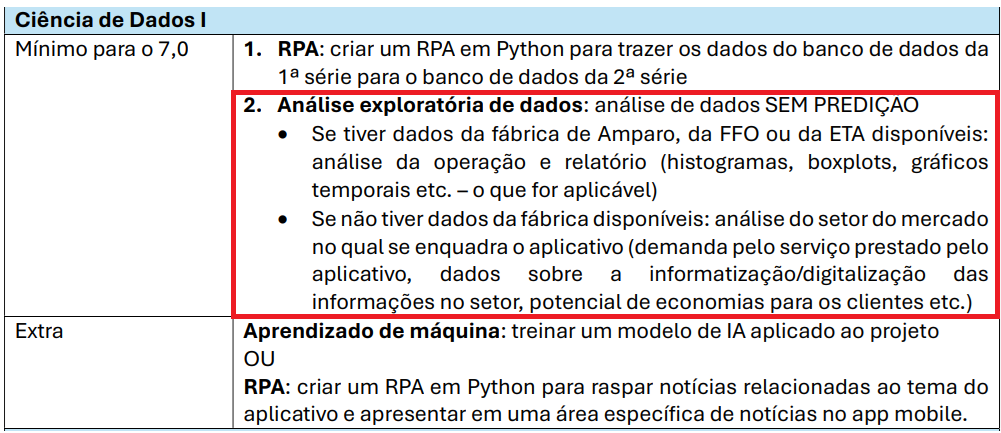 Ciência de Dados I
Mínimo para o 7,0
1. RPA: criar um RPA em Python para trazer os dados do banco de dados da
1ª série para o banco de dados da 2ª série
2. Análise exploratória de dados: análise de dados SEM PREDIÇÃO
• Se tiver dados da fábrica de Amparo, da FFO ou da ETA disponíveis:
análise da operação e relatório (histogramas, boxplots, gráficos
temporais etc. – o que for aplicável)
• Se não tiver dados da fábrica disponíveis: análise do setor do mercado
no qual se enquadra o aplicativo (demanda pelo serviço prestado pelo
aplicativo, dados sobre a informatização/digitalização das
informações no setor, potencial de economias para os clientes etc.)
Extra
Aprendizado de máquina: treinar um modelo de IA aplicado ao projeto
OU
RPA: criar um RPA em Python para raspar notícias relacionadas ao tema do
aplicativo e apresentar em uma área específica de notícias no app mobile.